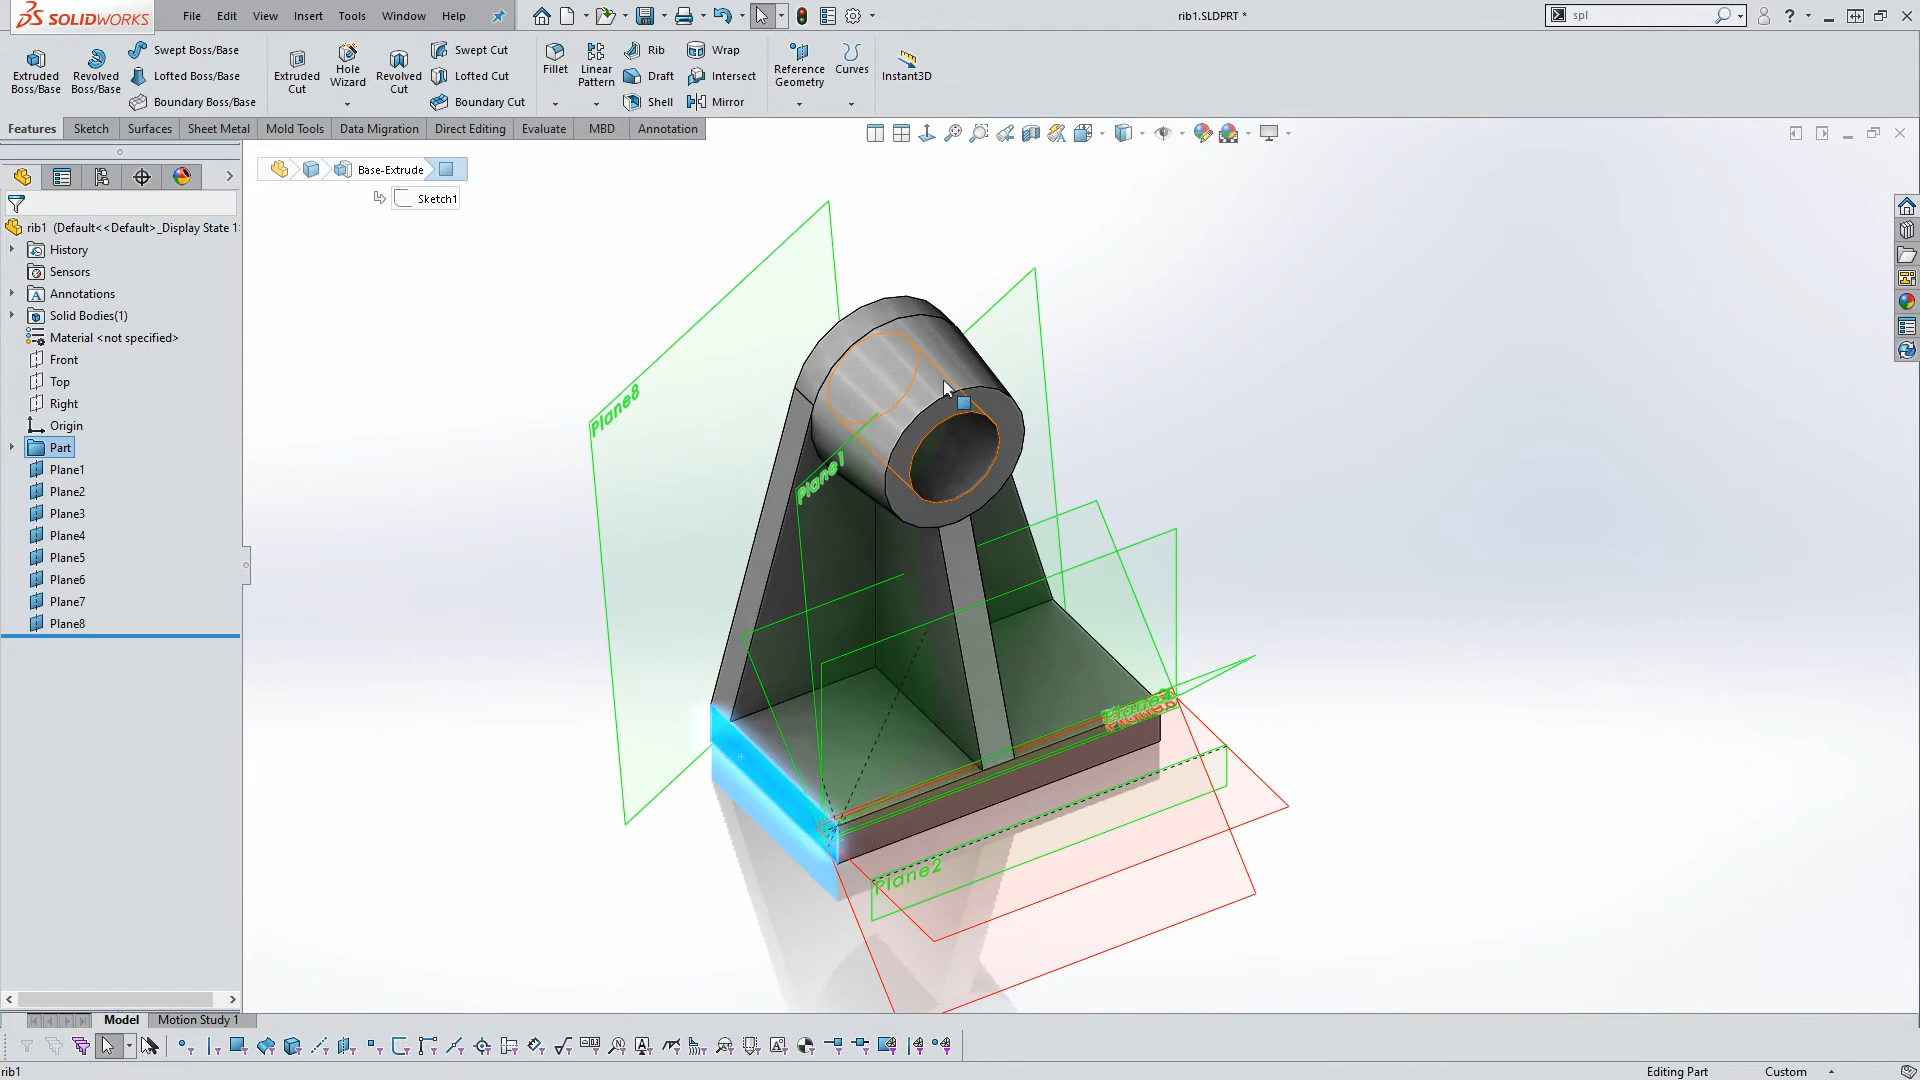 SOLIDWORKS
File Edit View Insert Tools Window Help
rib1.SLDPRT *
spl
Extruded Boss/Base
Revolved Boss/Base
Swept Boss/Base
Lofted Boss/Base
Boundary Boss/Base
Extruded Cut
Hole Wizard
Revolved Cut
Swept Cut
Lofted Cut
Boundary Cut
Fillet
Linear Pattern
Rib
Draft
Shell
Wrap
Intersect
Mirror
Reference Geometry
Curves
Instant3D
Features Sketch Surfaces Sheet Metal Mold Tools Data Migration Direct Editing Evaluate MBD Annotation
Base-Extrude
Sketch1
rib1 (Default<<Default>_Display State 1:
History
Sensors
Annotations
Solid Bodies(1)
Material <not specified>
Front
Top
Right
Origin
Part
Plane1
Plane2
Plane3
Plane4
Plane5
Plane6
Plane7
Plane8
Plane8
Plane1
Plane2
Model Motion Study 1
rib1
Editing Part
Custom